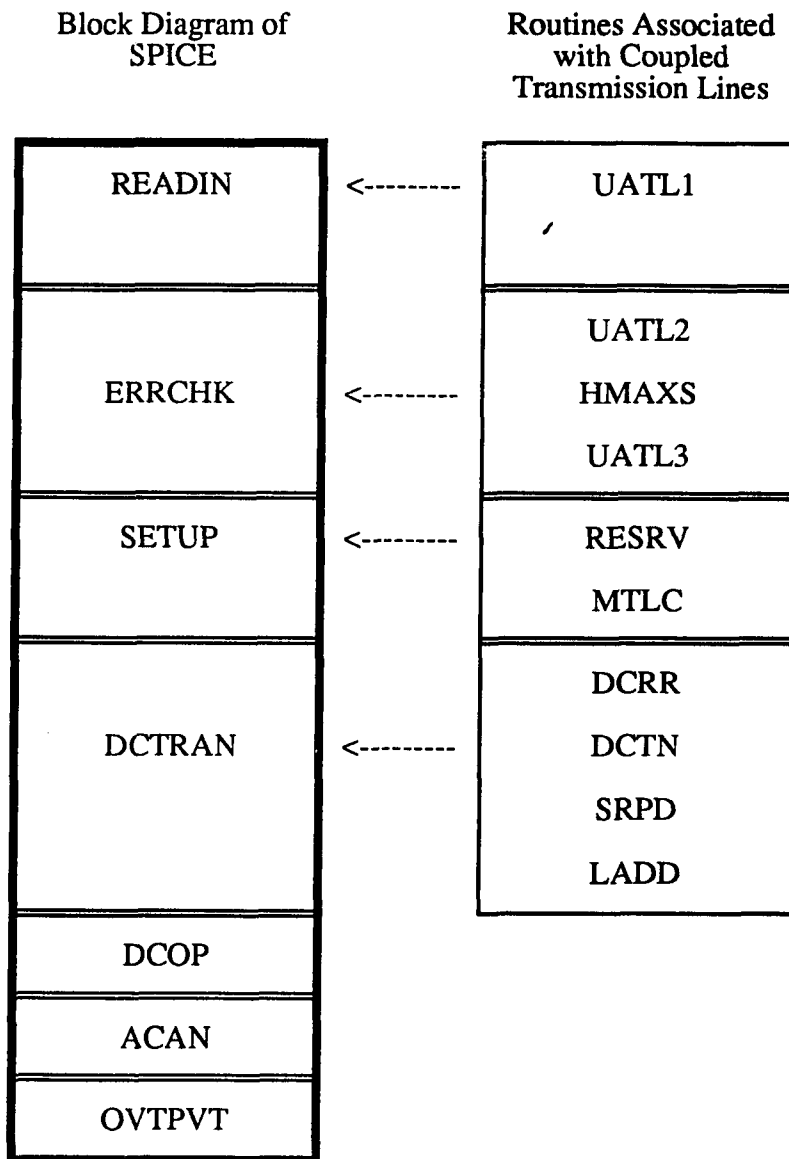 Block Diagram of
SPICE
Routines Associated
with Coupled
Transmission Lines
READIN <--------- UATL1
UATL2
ERRCHK <--------- HMAXS
UATL3
SETUP <--------- RESRV
MTLC
DCRR
DCTRAN <--------- DCTN
SRPD
LADD
DCOP
ACAN
OVTPVT